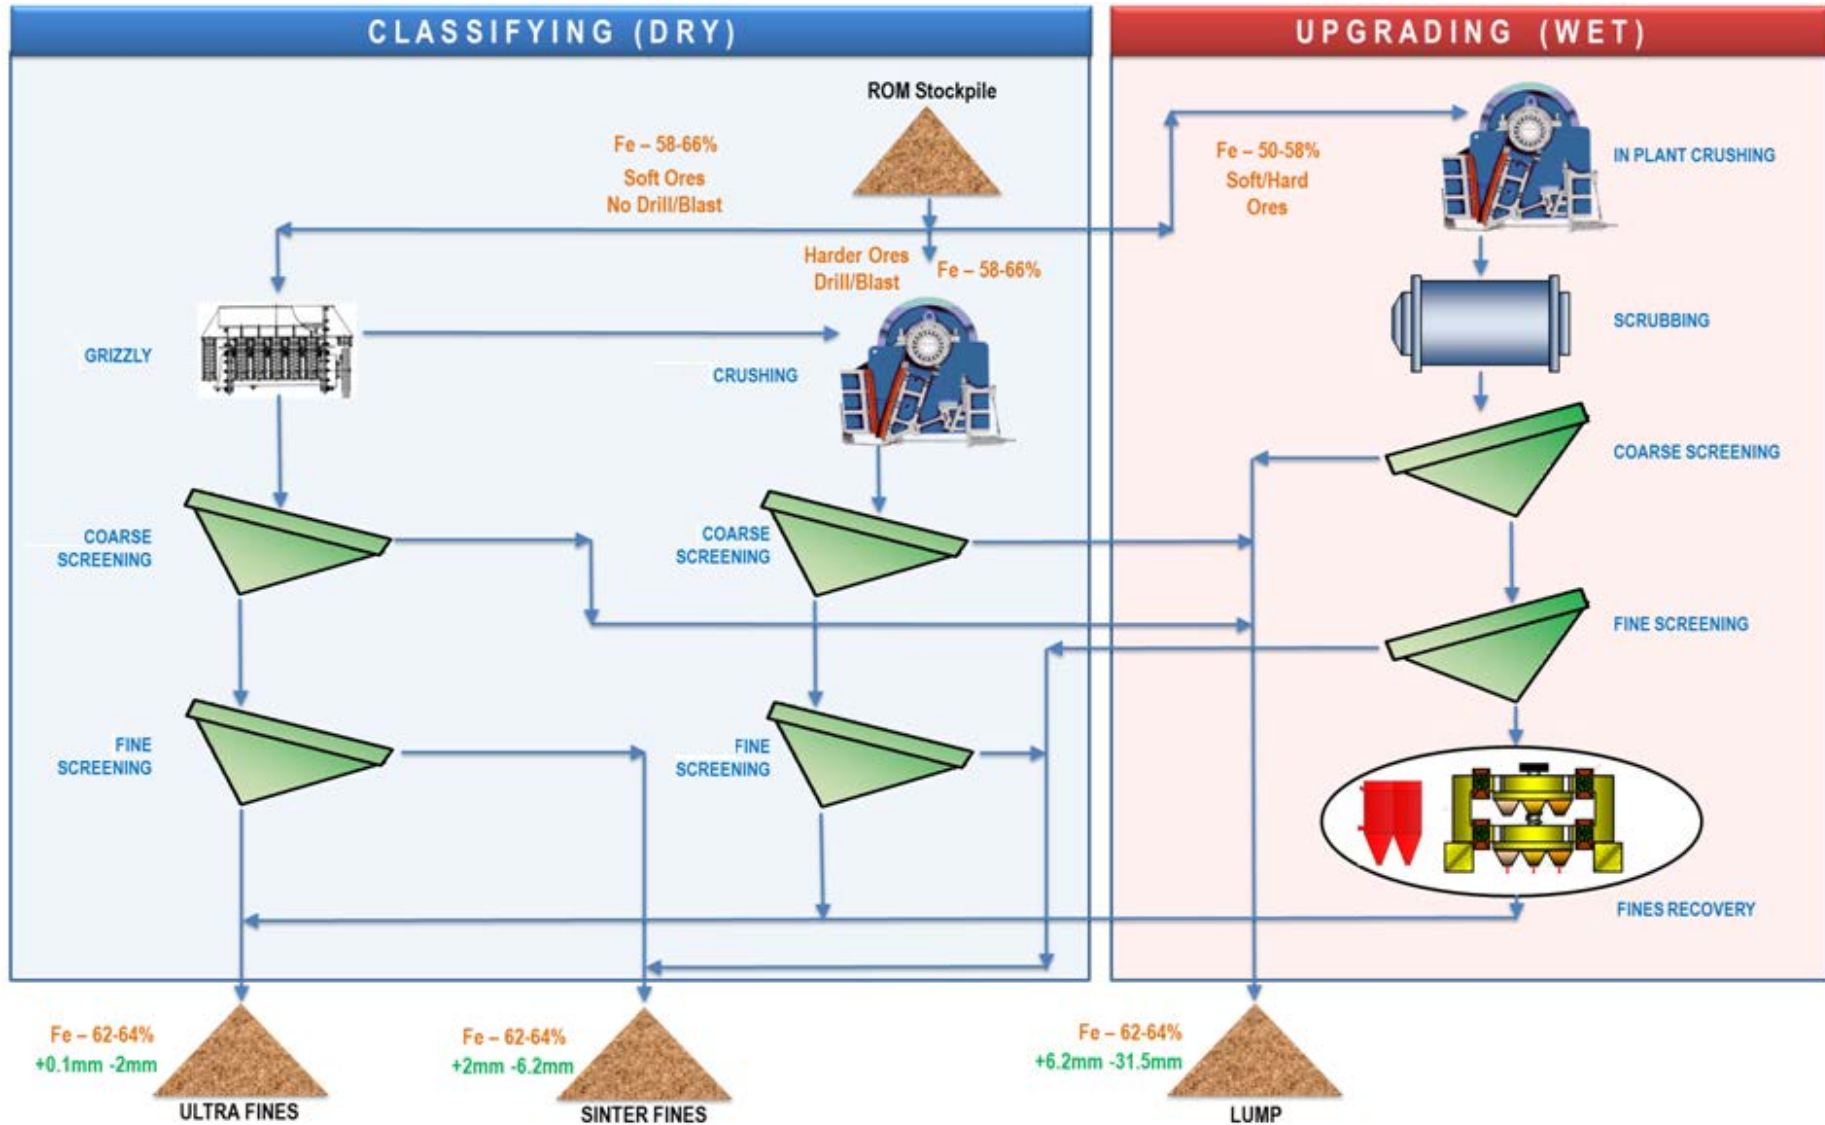 CLASSIFYING (DRY)
UPGRADING (WET)
ROM Stockpile
Fe – 58-66%
Soft Ores
No Drill/Blast
Fe – 50-58%
Soft/Hard
Ores
IN PLANT CRUSHING
Harder Ores
Drill/Blast
Fe – 58-66%
SCRUBBING
GRIZZLY
CRUSHING
COARSE SCREENING
COARSE
SCREENING
COARSE
SCREENING
FINE SCREENING
FINE
SCREENING
FINE
SCREENING
FINES RECOVERY
Fe – 62-64%
+0.1mm -2mm
ULTRA FINES
Fe – 62-64%
+2mm -6.2mm
SINTER FINES
Fe – 62-64%
+6.2mm -31.5mm
LUMP